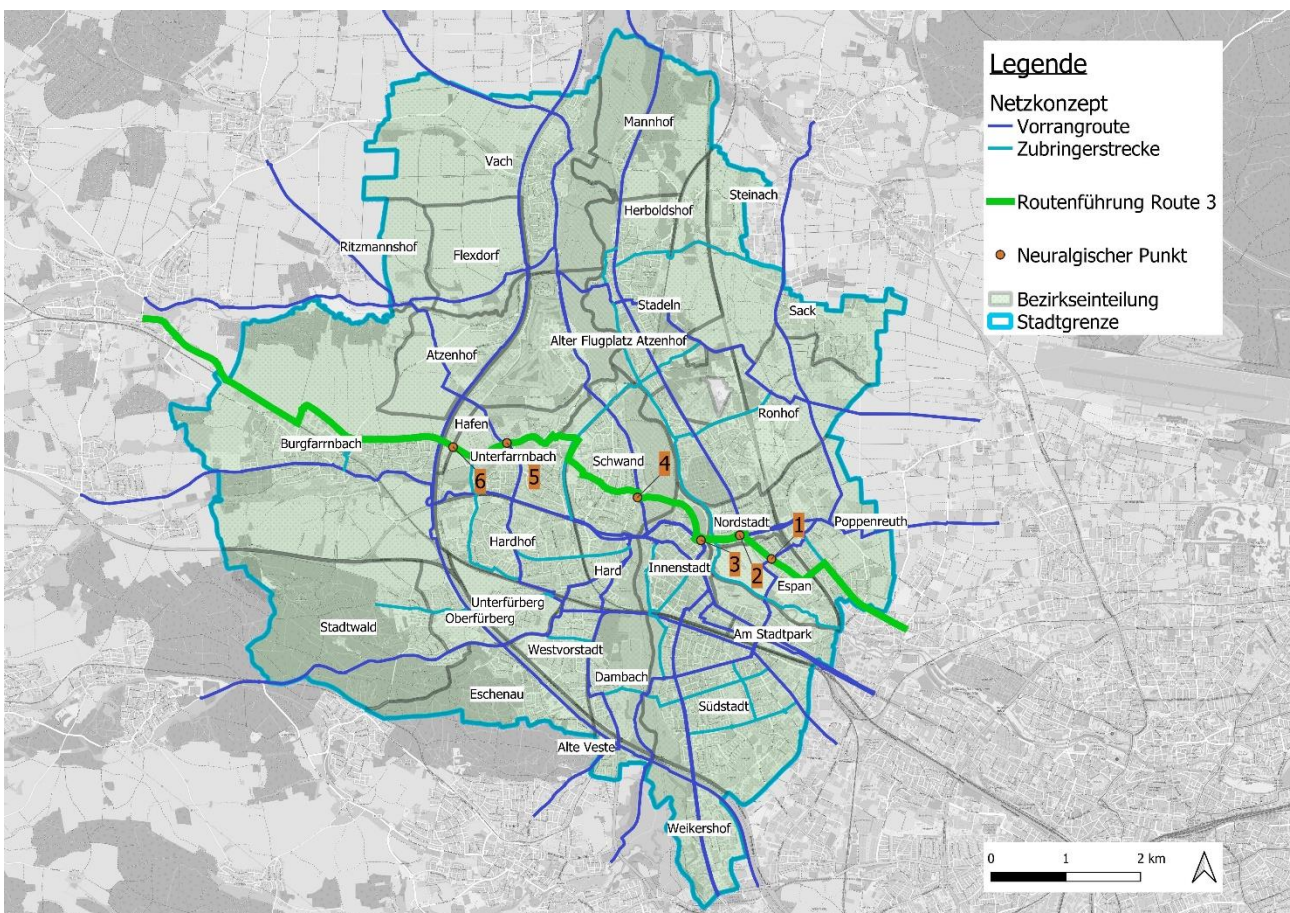 Legende
Netzkonzept
Vorrangroute
Zubringerstrecke
Routenführung Route 3
Neuralgischer Punkt
Bezirkseinteilung
Stadtgrenze
Mannhof
Vach
Steinach
Herboldshof
Ritzmannshof
Flexdorf
Stadeln
Sack
Alter Flugplatz Atzenhof
Atzenhof
Ronhof
Hafen
Burgfarrnbach
Unterfarrnbach
Schwand
4
6
5
Nordstadt
1
Poppenreuth
Hardhof
Hard
Innenstadt
3
2
Espan
Unterfürberg
Oberfürberg
Stadtwald
Am Stadtpark
Westvorstadt
Dambach
Eschenau
Südstadt
Alte Veste
Weikershof
0 1 2 km